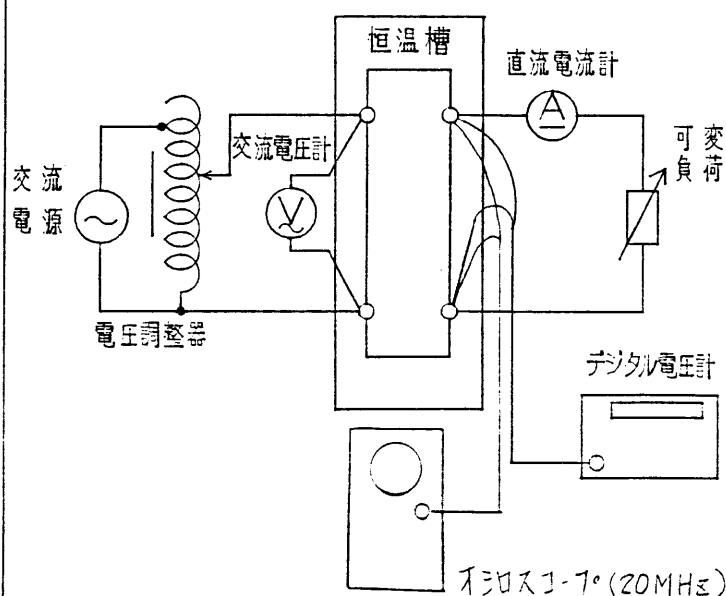 恒温槽
直流電流計
A
交流電圧計
V
可変
負荷
交流
電源
電圧調整器
デジタル電圧計
オシロスコープ(20MHz)